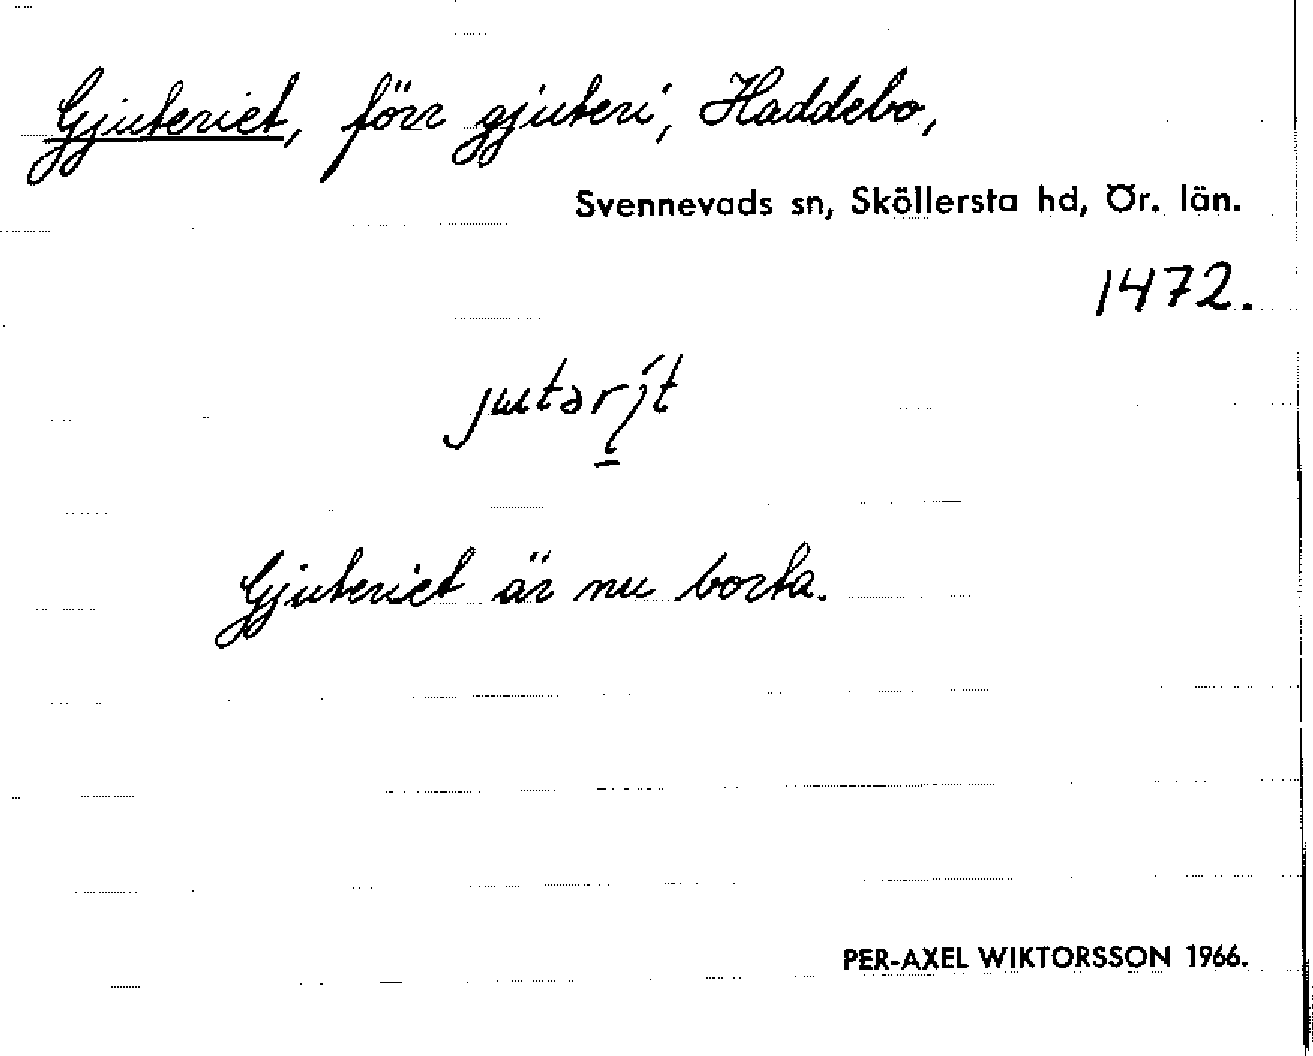 Gjuteriet, förr gjuteri, Haddebo,
Svennevads sn, Sköllersta hd, Ör. län.
1472.
Gjuteriet är nu borta.
PER-AXEL WIKTORSSON 1966.